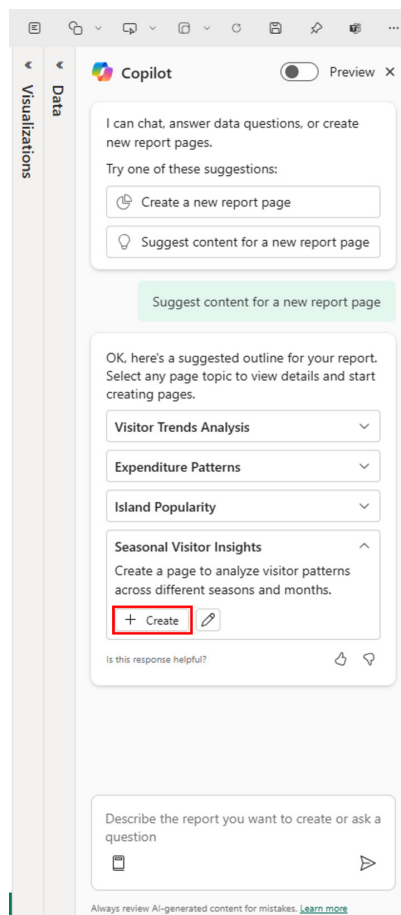 Visualizations
Data
Copilot
Preview
I can chat, answer data questions, or create
new report pages.
Try one of these suggestions:
Create a new report page
Suggest content for a new report page
Suggest content for a new report page
OK, here's a suggested outline for your report.
Select any page topic to view details and start
creating pages.
Visitor Trends Analysis
Expenditure Patterns
Island Popularity
Seasonal Visitor Insights
Create a page to analyze visitor patterns
across different seasons and months.
+ Create
Is this response helpful?
Describe the report you want to create or ask a
question
Always review AI-generated content for mistakes. Learn more